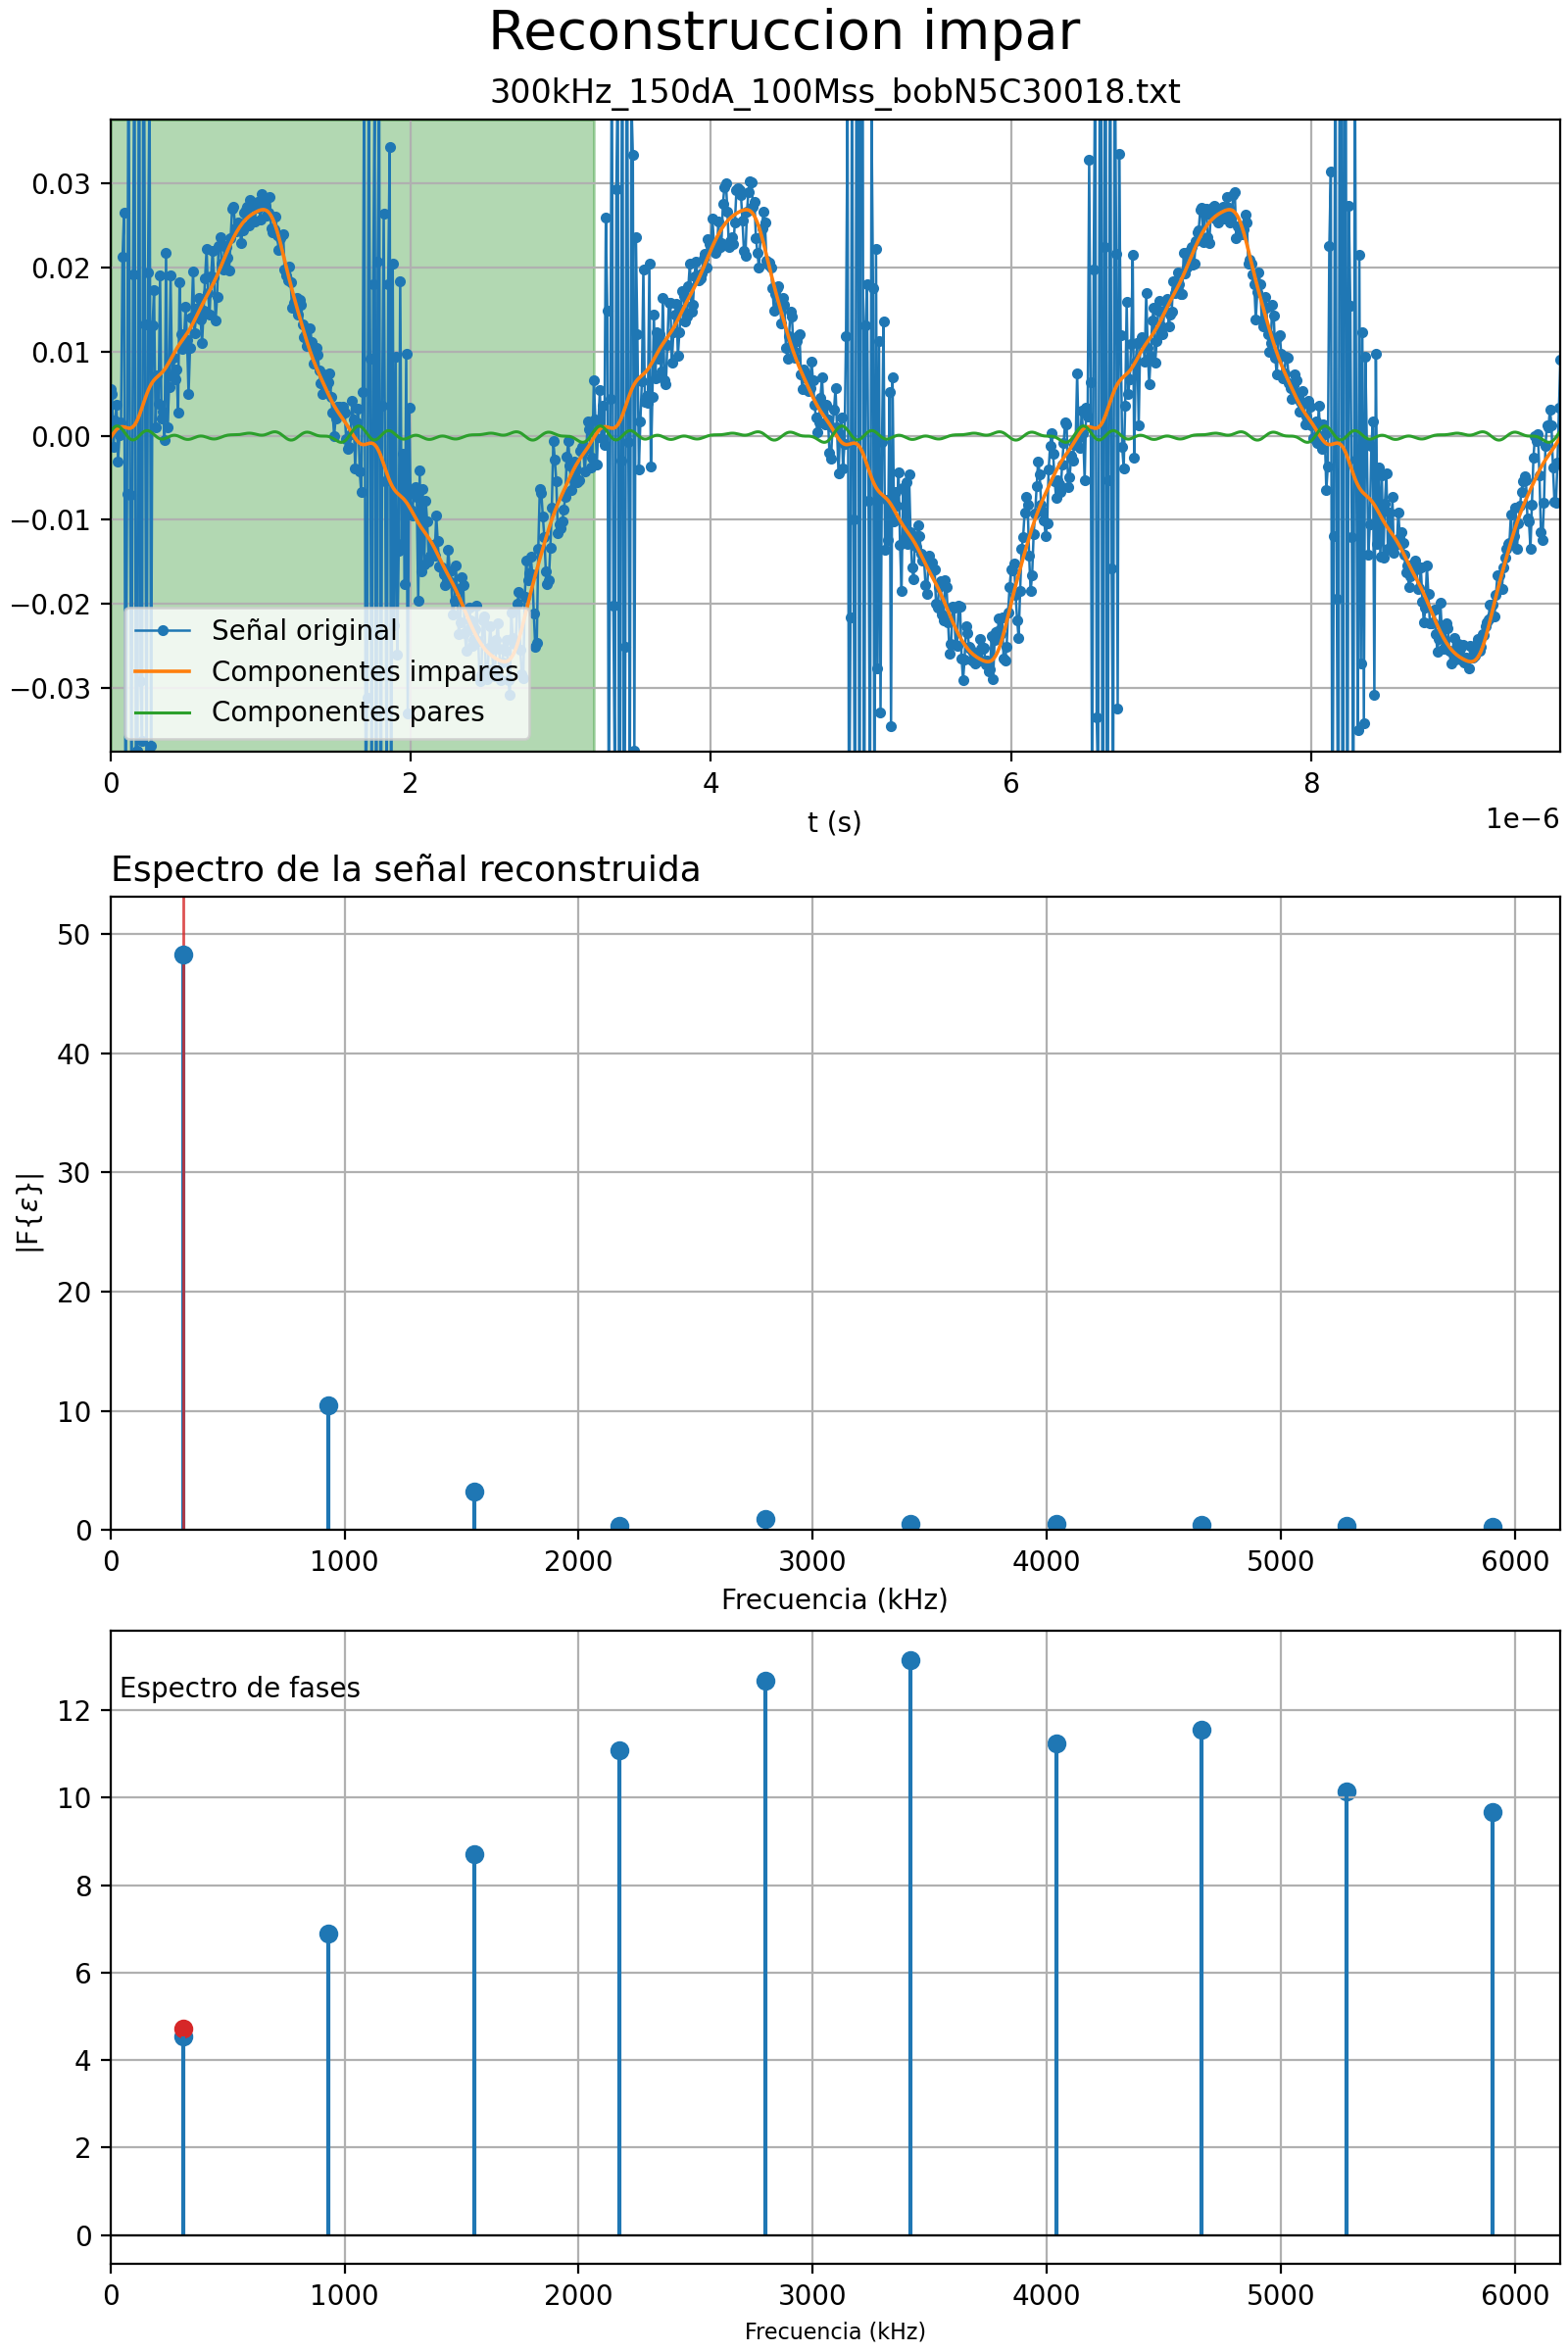 Reconstruccion impar
300kHz_150dA_100Mss_bobN5C30018.txt
0.03
0.02
0.01
0.00
−0.01
−0.02
−0.03
Señal original
Componentes impares
Componentes pares
0 2 4 6 8
t (s)
1e−6
Espectro de la señal reconstruida
50
40
30
20
10
0
|F{ε}|
0 1000 2000 3000 4000 5000 6000
Frecuencia (kHz)
Espectro de fases
12
10
8
6
4
2
0
0 1000 2000 3000 4000 5000 6000
Frecuencia (kHz)